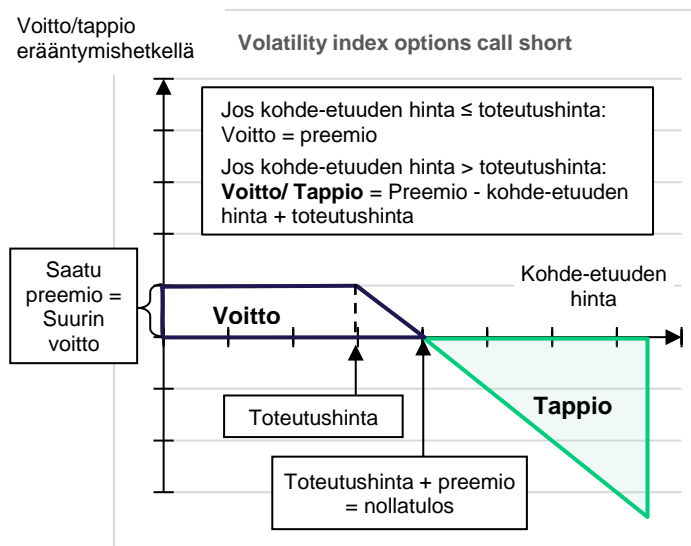 Voitto/tappio
erääntymishetkellä
Volatility index options call short
Jos kohde-etuuden hinta ≤ toteutushinta:
Voitto = preemio
Jos kohde-etuuden hinta > toteutushinta:
Voitto/ Tappio = Preemio - kohde-etuuden
hinta + toteutushinta
Saatu
preemio =
Suurin
voitto
Voitto
Kohde-etuuden
hinta
Toteutushinta
Tappio
Toteutushinta + preemio
= nollatulos